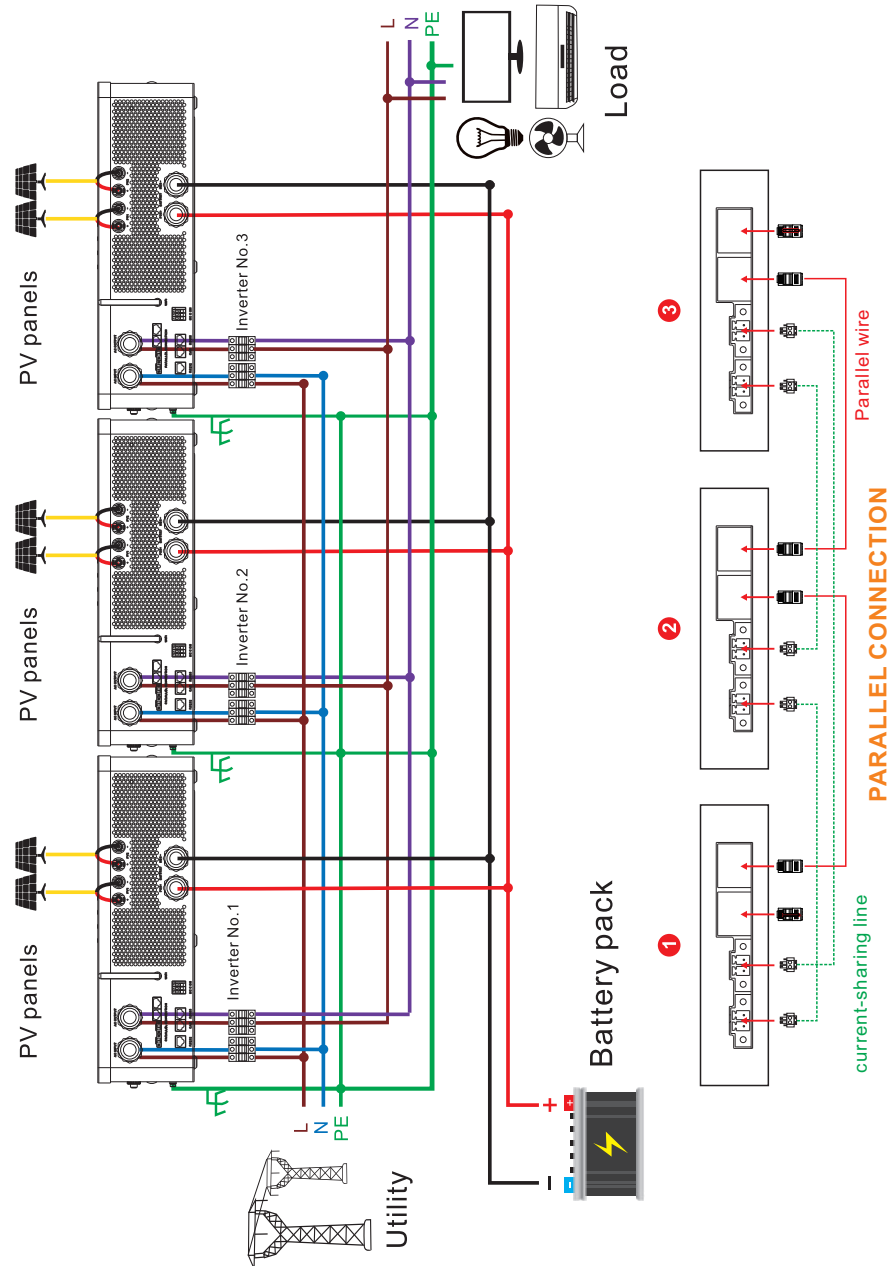 PV panels
PV panels
PV panels
Inverter No.1
Inverter No.2
Inverter No.3
L
N
PE
L
N
PE
Utility
Load
Battery pack
+
-
+
-
1
2
3
current-sharing line
Parallel wire
PARALLEL CONNECTION